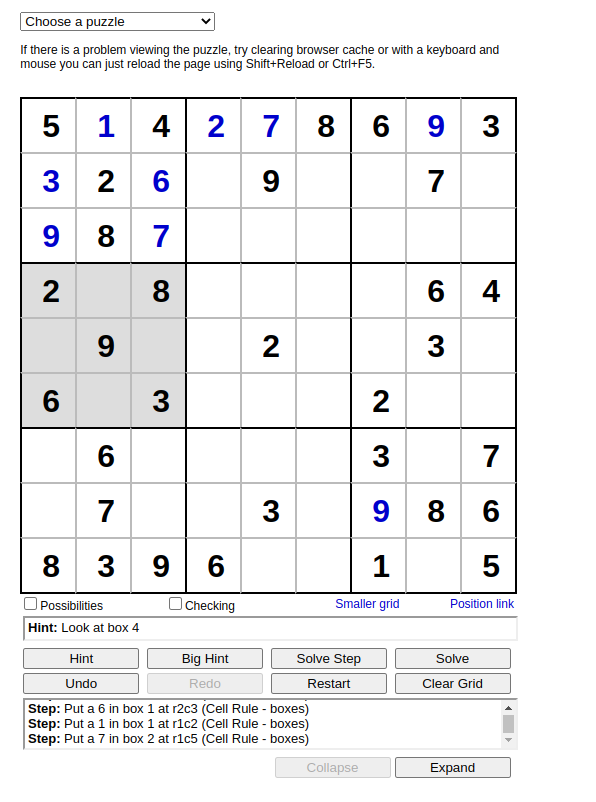 Choose a puzzle
If there is a problem viewing the puzzle, try clearing browser cache or with a keyboard and
mouse you can just reload the page using Shift+Reload or Ctrl+F5.
5 1 4 2 7 8 6 9 3
3 2 6 9 7
9 8 7
2 8 6 4
9 2 3
6 3 2
6 3 7
7 3 9 8 6
8 3 9 6 1 5
Possibilities Checking Smaller grid Position link
Hint: Look at box 4
Hint Big Hint Solve Step Solve
Undo Redo Restart Clear Grid
Step: Put a 6 in box 1 at r2c3 (Cell Rule - boxes)
Step: Put a 1 in box 1 at r1c2 (Cell Rule - boxes)
Step: Put a 7 in box 2 at r1c5 (Cell Rule - boxes)
Collapse Expand